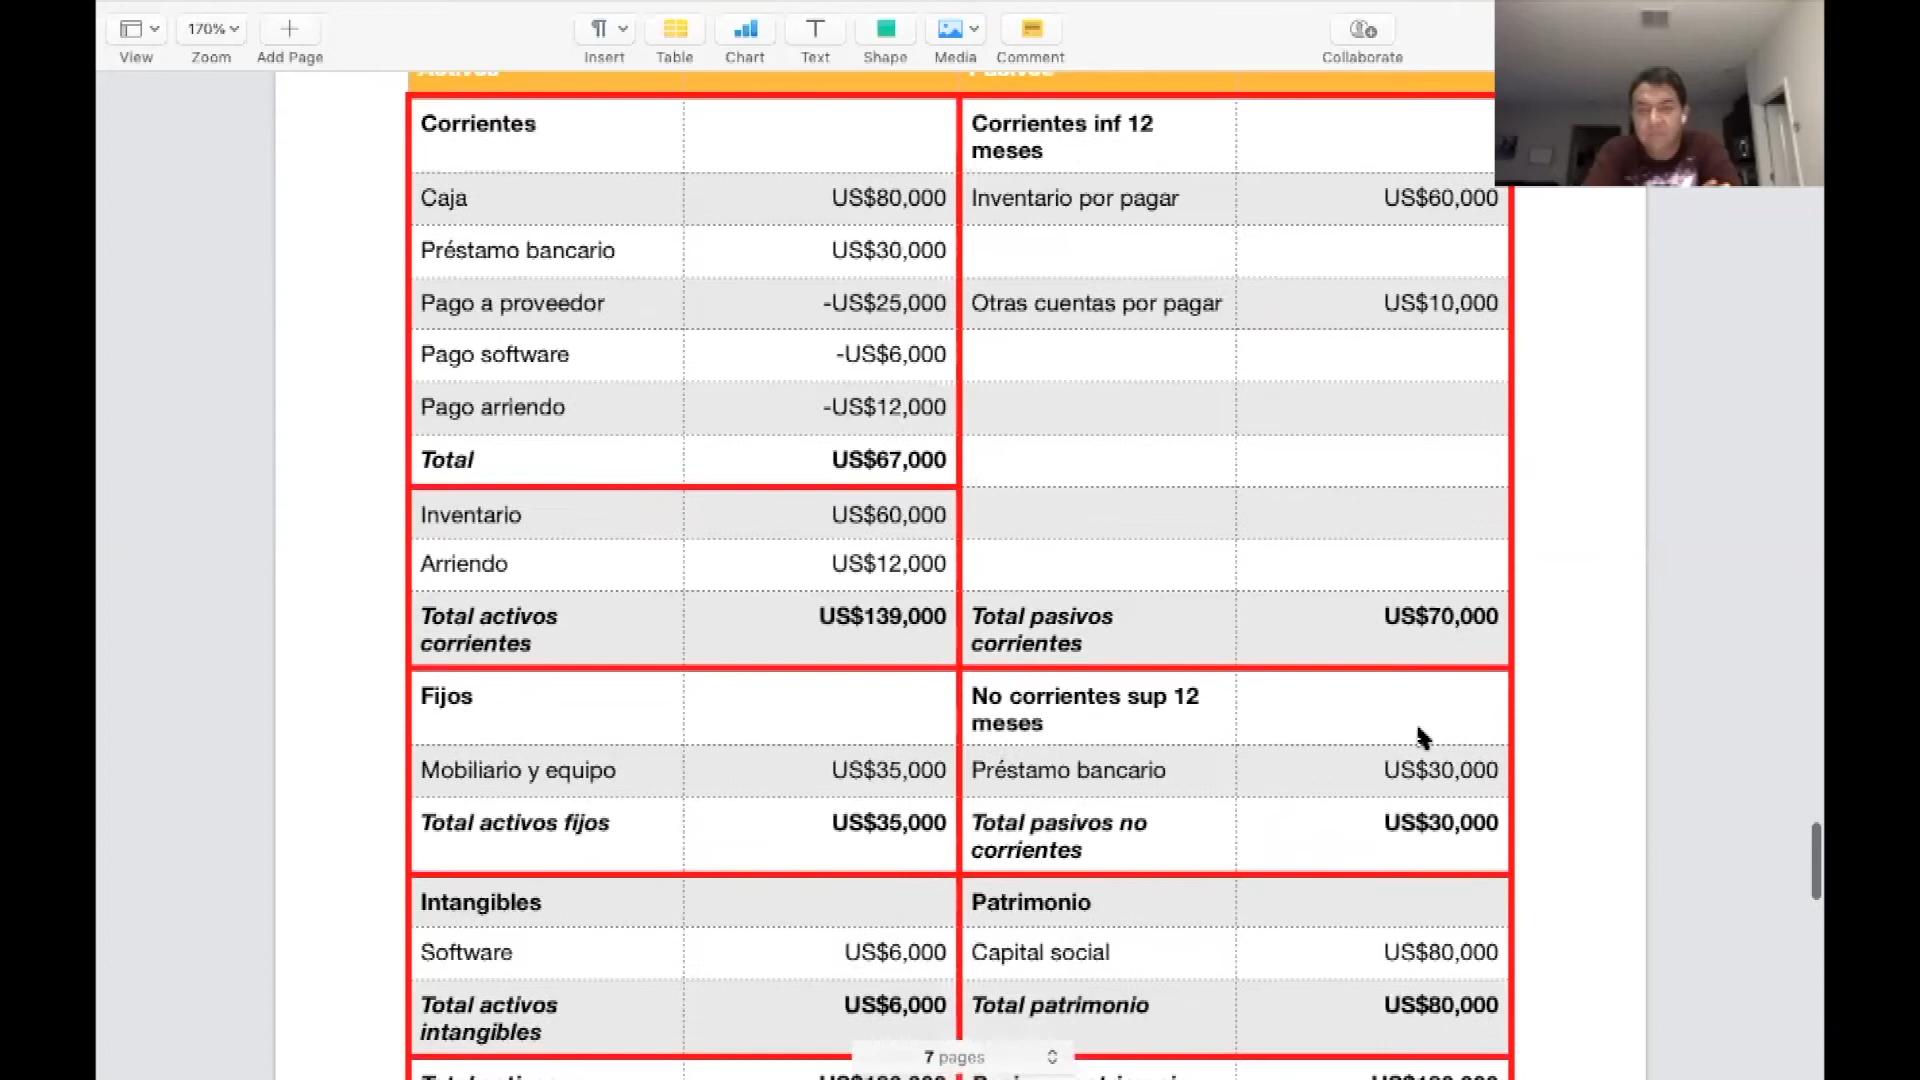 170%
View
Zoom
Add Page
Insert
Table
Chart
Text
Shape
Media
Comment
Collaborate
Activos
Pasivos
Corrientes
Corrientes inf 12
meses
Caja
US$80,000
Inventario por pagar
US$60,000
Préstamo bancario
US$30,000
Pago a proveedor
-US$25,000
Otras cuentas por pagar
US$10,000
Pago software
-US$6,000
Pago arriendo
-US$12,000
Total
US$67,000
Inventario
US$60,000
Arriendo
US$12,000
Total activos
corrientes
US$139,000
Total pasivos
corrientes
US$70,000
Fijos
No corrientes sup 12
meses
Mobiliario y equipo
US$35,000
Préstamo bancario
US$30,000
Total activos fijos
US$35,000
Total pasivos no
corrientes
US$30,000
Intangibles
Patrimonio
Software
US$6,000
Capital social
US$80,000
Total activos
intangibles
US$6,000
Total patrimonio
US$80,000
7 pages